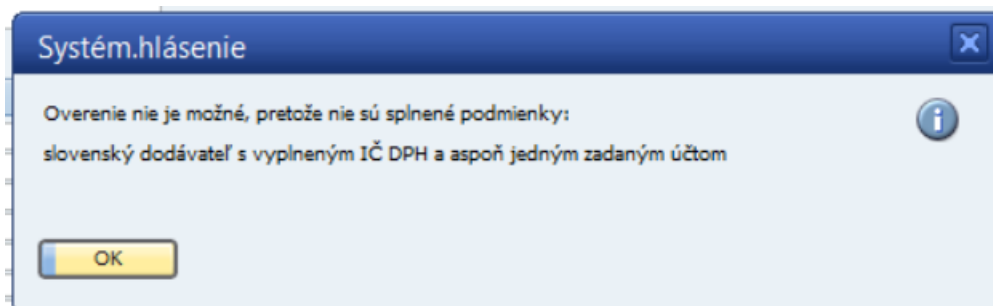 Systém.hlásenie
Overenie nie je možné, pretože nie sú splnené podmienky:
slovenský dodávateľ s vyplneným IČ DPH a aspoň jedným zadaným účtom
OK